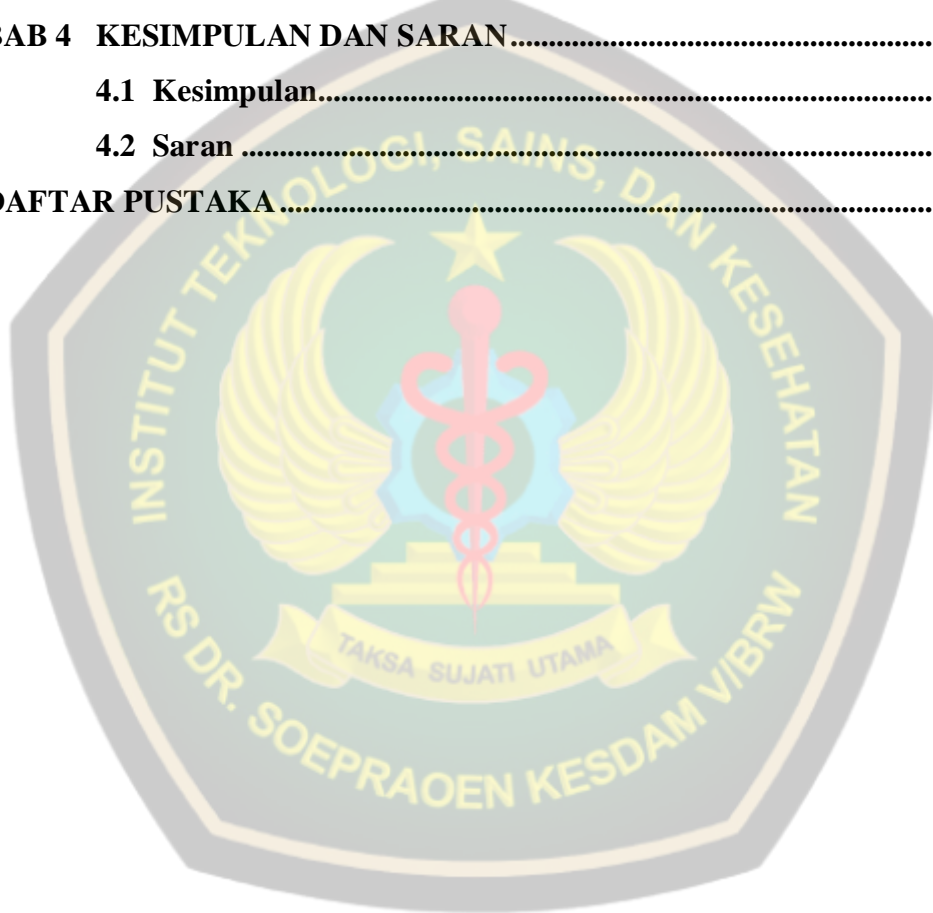 BAB 4 KESIMPULAN DAN SARAN
4.1 Kesimpulan
4.2 Saran
DAFTAR PUSTAKA
INSTITUT TEKNOLOGI, SAINS, DAN KESEHATAN
TAKSA SUJATI UTAMA
RS DR. SOEPRAOEN KESDAM V/BRW